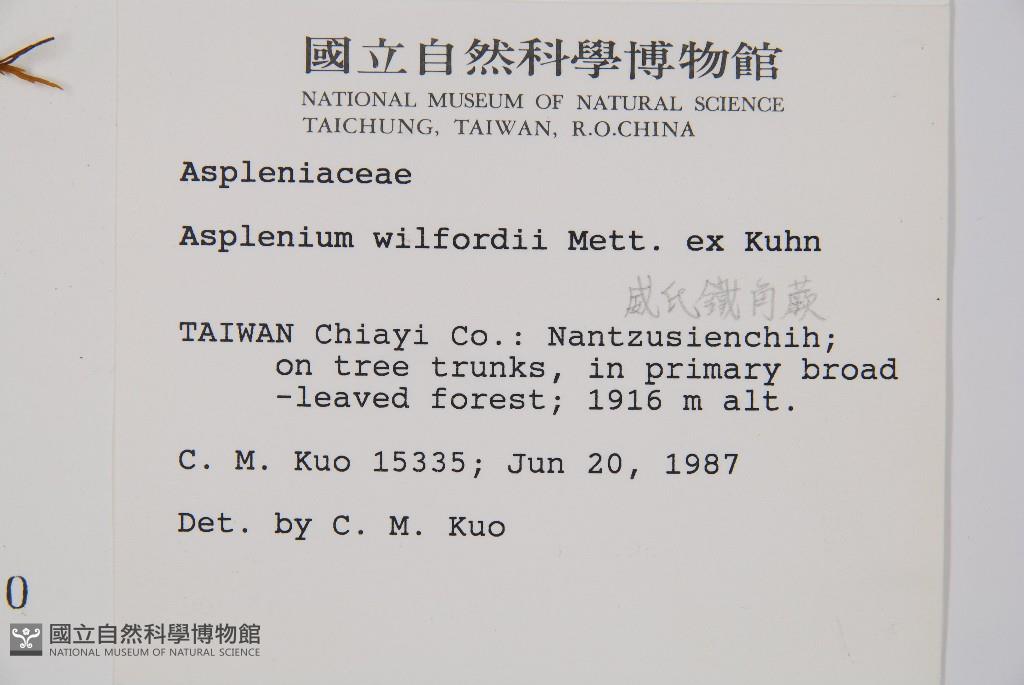 國立自然科學博物館
NATIONAL MUSEUM OF NATURAL SCIENCE
TAICHUNG, TAIWAN, R.O.CHINA
Aspleniaceae
Asplenium wilfordii Mett. ex Kuhn
威氏鐵角蕨
TAIWAN Chiayi Co.: Nantzusienchih;
on tree trunks, in primary broad
-leaved forest; 1916 m alt.
C. M. Kuo 15335; Jun 20, 1987
Det. by C. M. Kuo
0
國立自然科學博物館
NATIONAL MUSEUM OF NATURAL SCIENCE